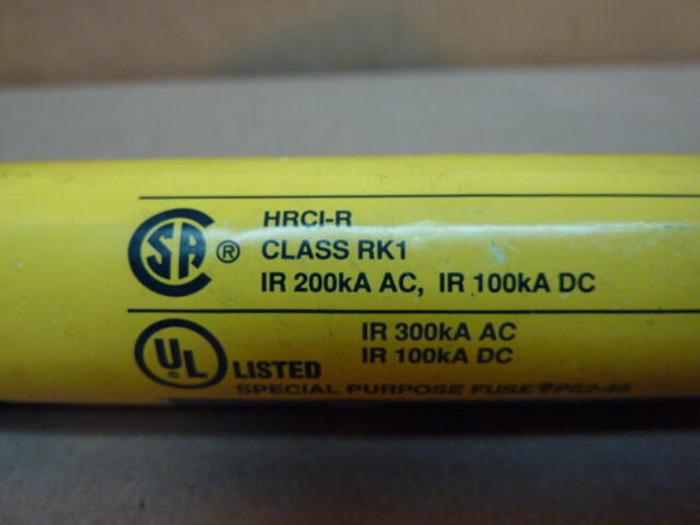 HRCI-R
CSA ® CLASS RK1
IR 200kA AC, IR 100kA DC
IR 300kA AC
UL LISTED IR 100kA DC
SPECIAL PURPOSE FUSE